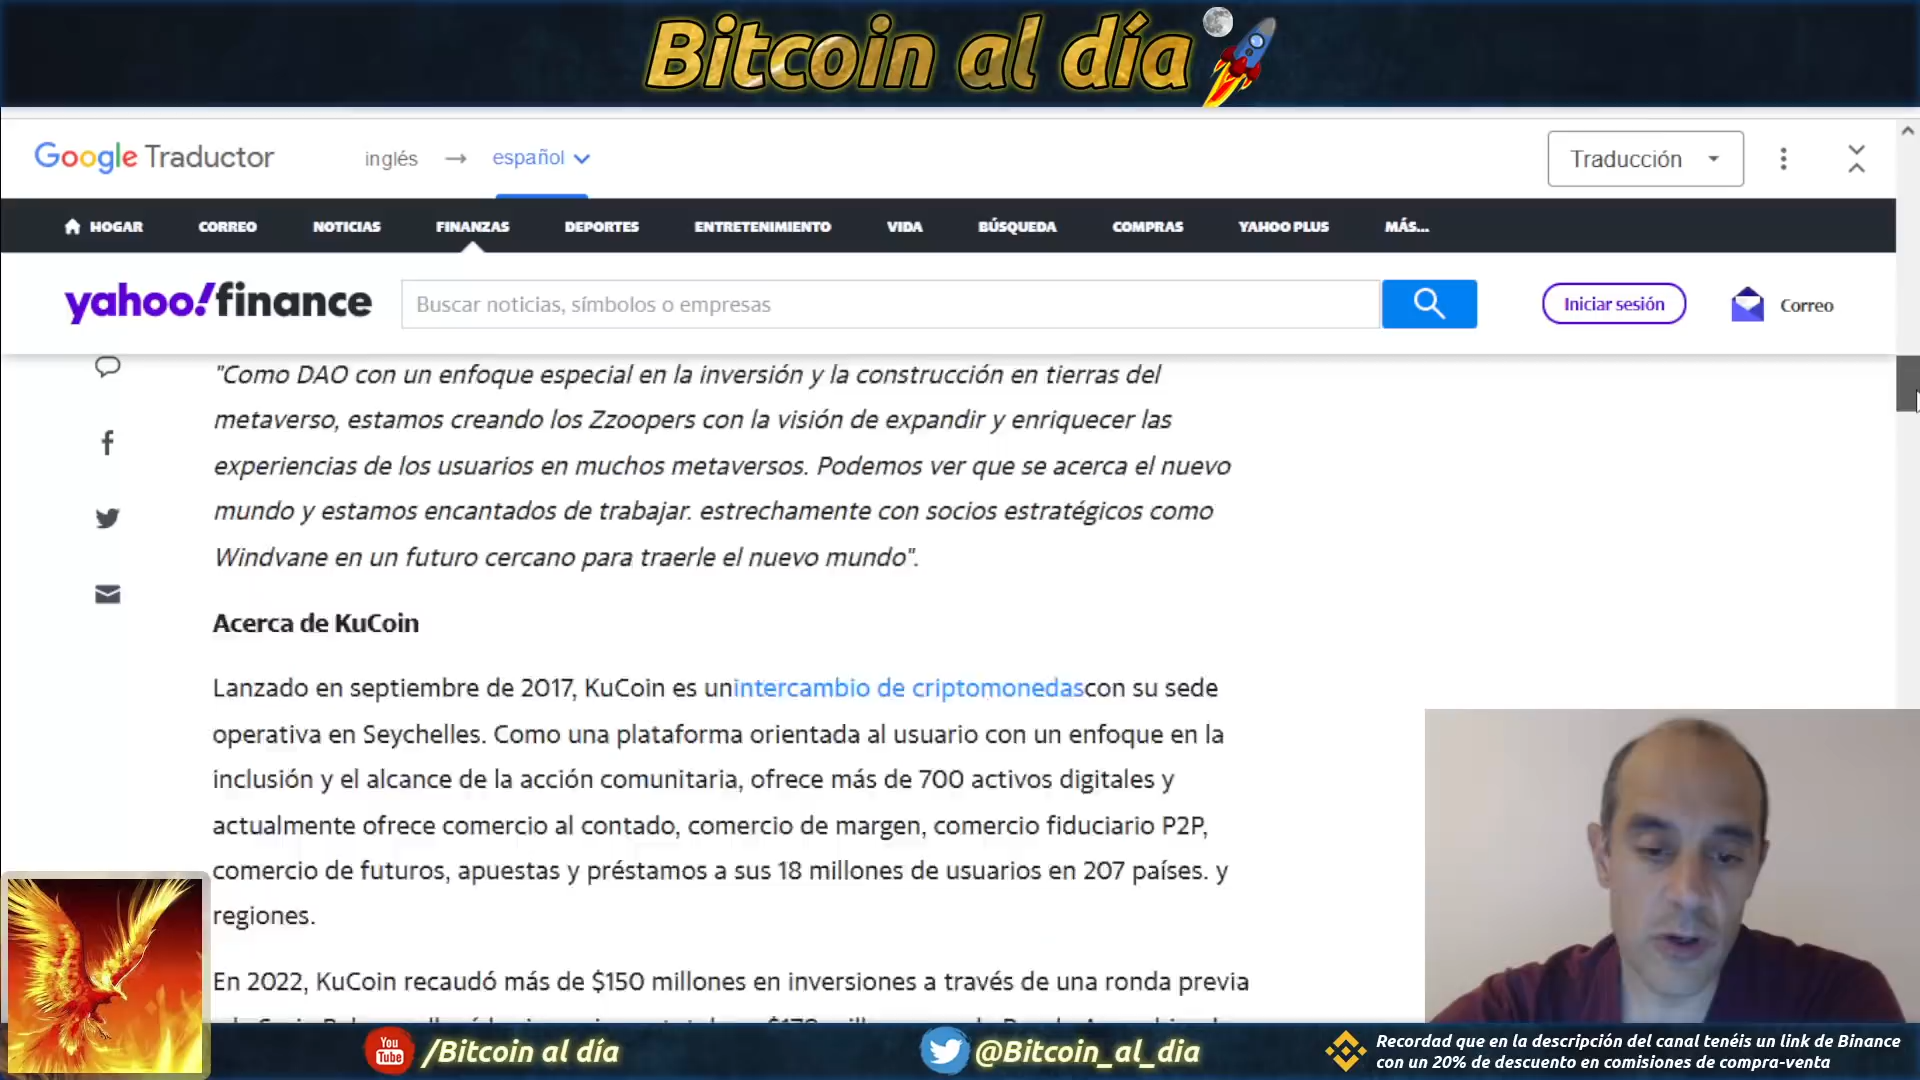 Bitcoin al día
Google Traductor
inglés → español
Traducción
HOGAR CORREO NOTICIAS FINANZAS DEPORTES ENTRETENIMIENTO VIDA BÚSQUEDA COMPRAS YAHOO PLUS MÁS...
yahoo!finance
Buscar noticias, símbolos o empresas
Iniciar sesión
Correo
"Como DAO con un enfoque especial en la inversión y la construcción en tierras del
metaverso, estamos creando los Zzoopers con la visión de expandir y enriquecer las
experiencias de los usuarios en muchos metaversos. Podemos ver que se acerca el nuevo
mundo y estamos encantados de trabajar. estrechamente con socios estratégicos como
Windvane en un futuro cercano para traerle el nuevo mundo".
Acerca de KuCoin
Lanzado en septiembre de 2017, KuCoin es unintercambio de criptomonedascon su sede
operativa en Seychelles. Como una plataforma orientada al usuario con un enfoque en la
inclusión y el alcance de la acción comunitaria, ofrece más de 700 activos digitales y
actualmente ofrece comercio al contado, comercio de margen, comercio fiduciario P2P,
comercio de futuros, apuestas y préstamos a sus 18 millones de usuarios en 207 países. y
regiones.
En 2022, KuCoin recaudó más de $150 millones en inversiones a través de una ronda previa
You Tube /Bitcoin al día
@Bitcoin_al_dia
Recordad que en la descripción del canal tenéis un link de Binance
con un 20% de descuento en comisiones de compra-venta